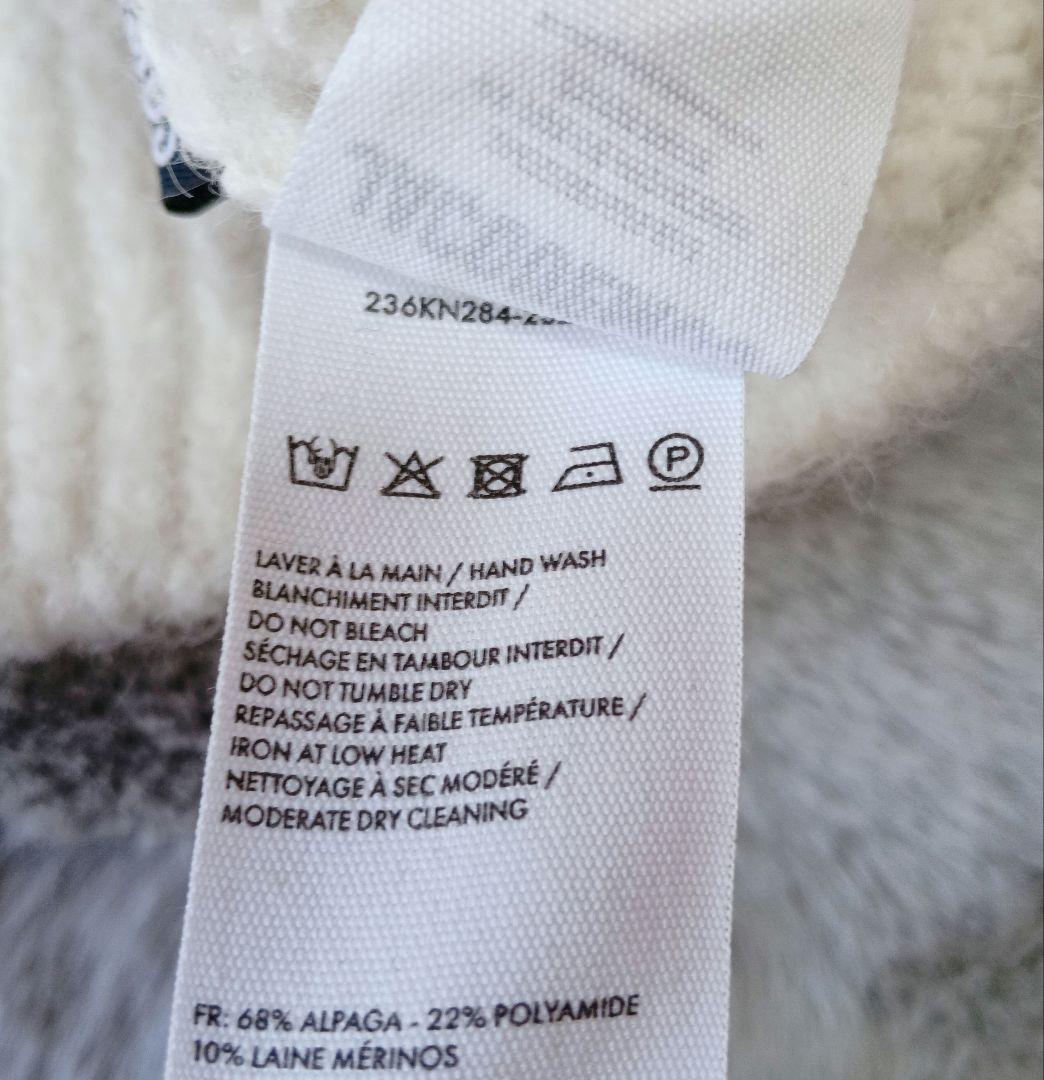 236KN284-
P
LAVER À LA MAIN / HAND WASH
BLANCHIMENT INTERDIT /
DO NOT BLEACH
SÉCHAGE EN TAMBOUR INTERDIT /
DO NOT TUMBLE DRY
REPASSAGE À FAIBLE TEMPÉRATURE /
IRON AT LOW HEAT
NETTOYAGE À SEC MODÉRÉ /
MODERATE DRY CLEANING
FR: 68% ALPAGA - 22% POLYAMIDE
10% LAINE MÉRINOS